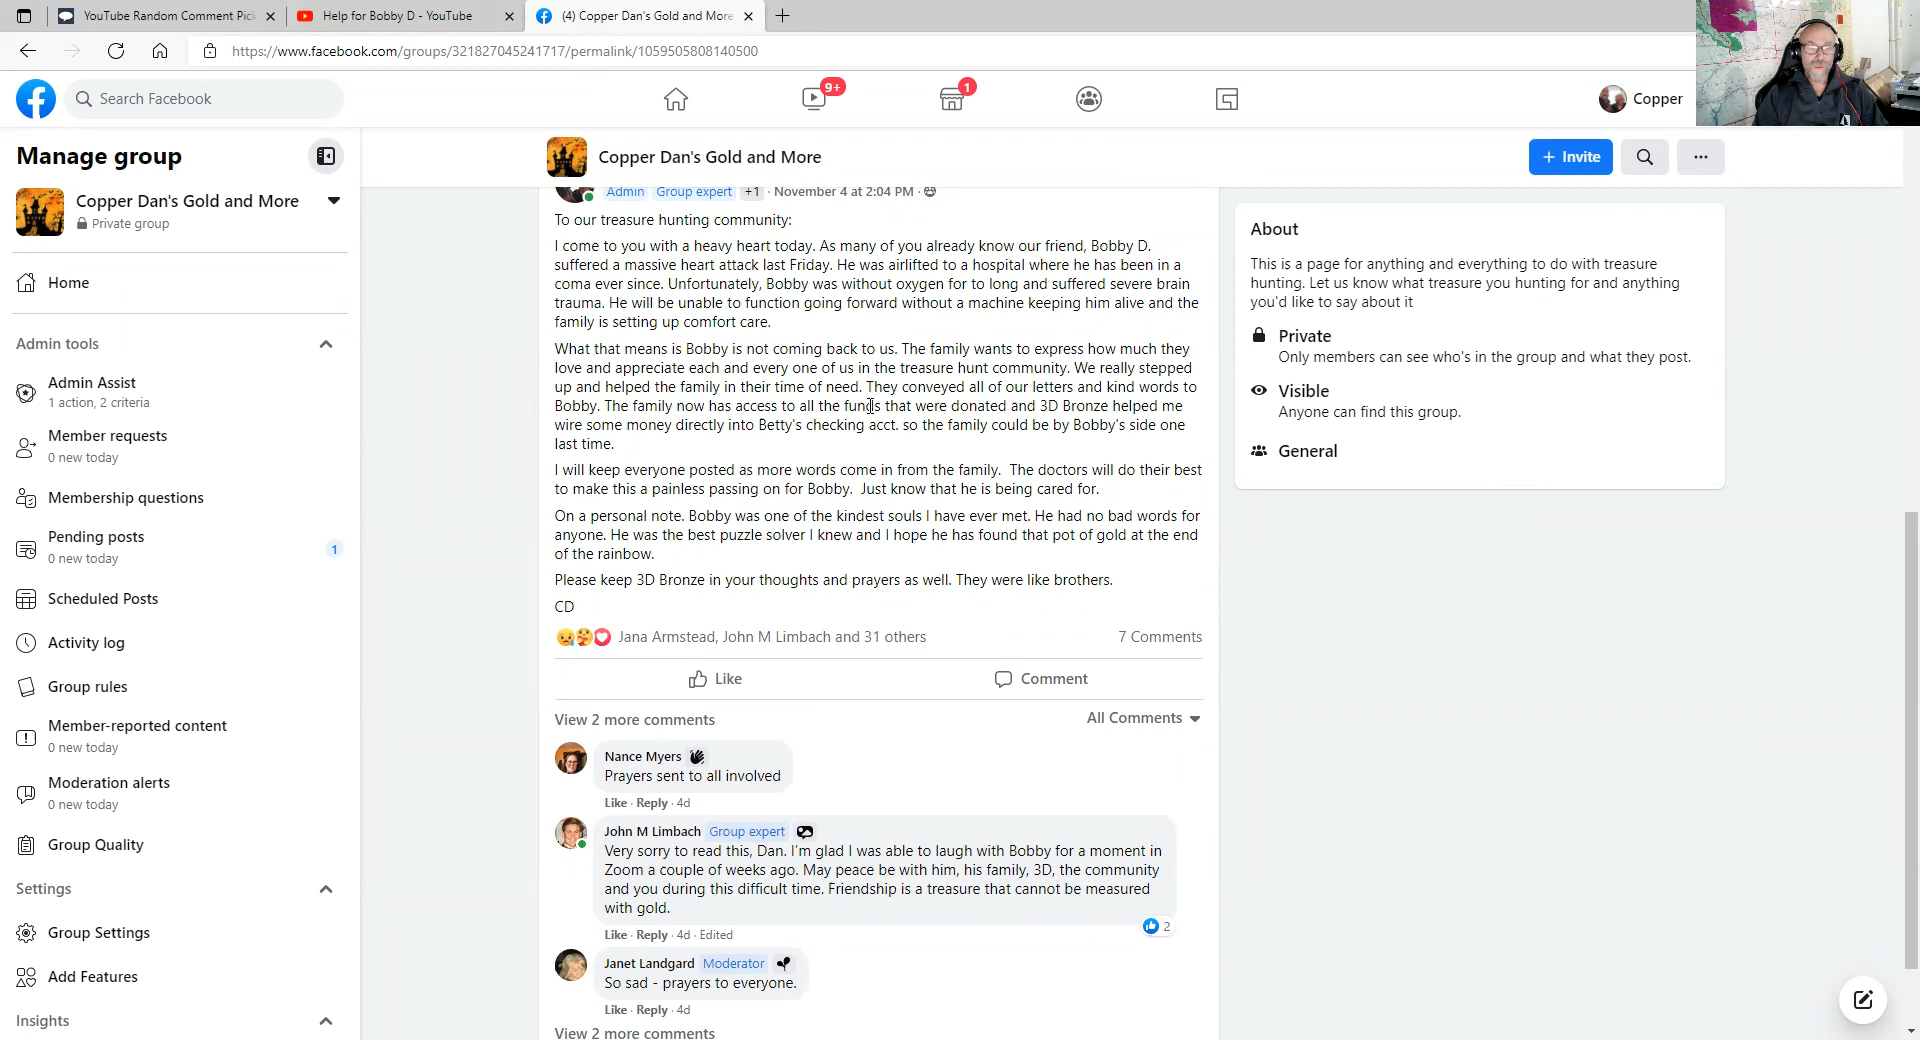 YouTube Random Comment Pic
Help for Bobby D - YouTube
(4) Copper Dan's Gold and More
https://www.facebook.com/groups/321827045241717/permalink/1059505808140500
Search Facebook
9+
1
Copper
Manage group
Copper Dan's Gold and More
Private group
Home
Admin tools
Admin Assist
1 action, 2 criteria
Member requests
0 new today
Membership questions
Pending posts
0 new today
1
Scheduled Posts
Activity log
Group rules
Member-reported content
0 new today
Moderation alerts
0 new today
Group Quality
Settings
Group Settings
Add Features
Insights
Copper Dan's Gold and More
+ Invite
Admin Group expert +1 · November 4 at 2:04 PM ·
To our treasure hunting community:
I come to you with a heavy heart today. As many of you already know our friend, Bobby D.
suffered a massive heart attack last Friday. He was airlifted to a hospital where he has been in a
coma ever since. Unfortunately, Bobby was without oxygen for to long and suffered severe brain
trauma. He will be unable to function going forward without a machine keeping him alive and the
family is setting up comfort care.
What that means is Bobby is not coming back to us. The family wants to express how much they
love and appreciate each and every one of us in the treasure hunt community. We really stepped
up and helped the family in their time of need. They conveyed all of our letters and kind words to
Bobby. The family now has access to all the funds that were donated and 3D Bronze helped me
wire some money directly into Betty's checking acct. so the family could be by Bobby's side one
last time.
I will keep everyone posted as more words come in from the family. The doctors will do their best
to make this a painless passing on for Bobby. Just know that he is being cared for.
On a personal note. Bobby was one of the kindest souls I have ever met. He had no bad words for
anyone. He was the best puzzle solver I knew and I hope he has found that pot of gold at the end
of the rainbow.
Please keep 3D Bronze in your thoughts and prayers as well. They were like brothers.
CD
Jana Armstead, John M Limbach and 31 others
7 Comments
Like
Comment
View 2 more comments
All Comments
Nance Myers
Prayers sent to all involved
Like · Reply · 4d
John M Limbach Group expert
Very sorry to read this, Dan. I'm glad I was able to laugh with Bobby for a moment in
Zoom a couple of weeks ago. May peace be with him, his family, 3D, the community
and you during this difficult time. Friendship is a treasure that cannot be measured
with gold.
2
Like · Reply · 4d · Edited
Janet Landgard Moderator
So sad - prayers to everyone.
Like · Reply · 4d
View 2 more comments
About
This is a page for anything and everything to do with treasure
hunting. Let us know what treasure you hunting for and anything
you'd like to say about it
Private
Only members can see who's in the group and what they post.
Visible
Anyone can find this group.
General